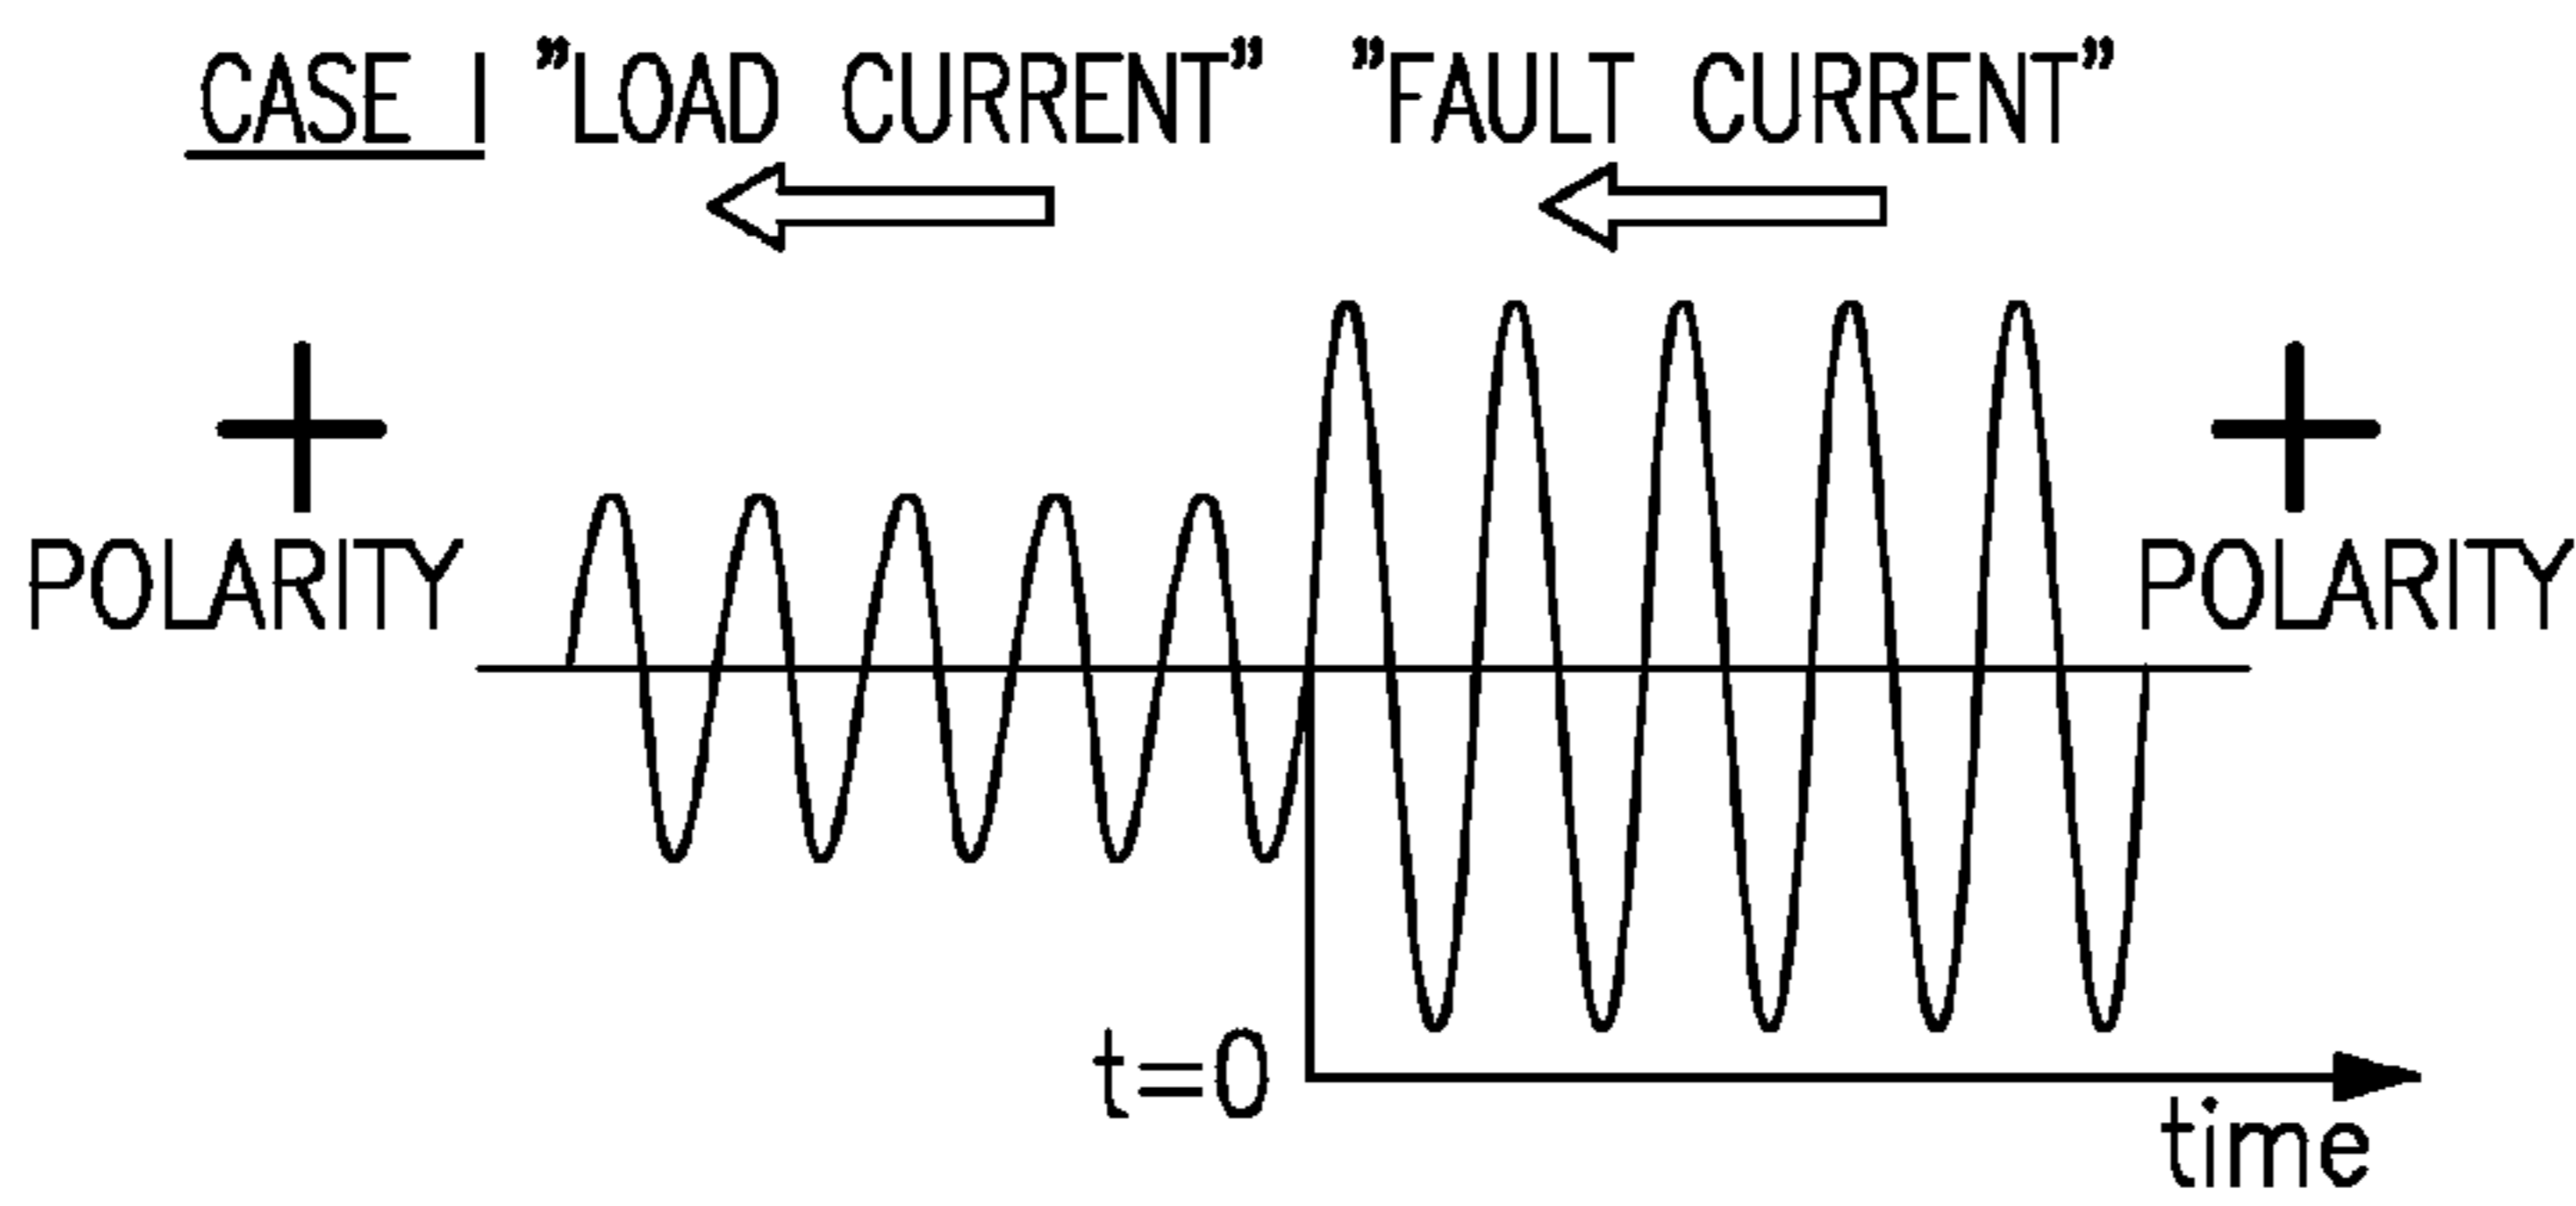 CASE I "LOAD CURRENT" "FAULT CURRENT"
+ +
POLARITY POLARITY
t=0
time